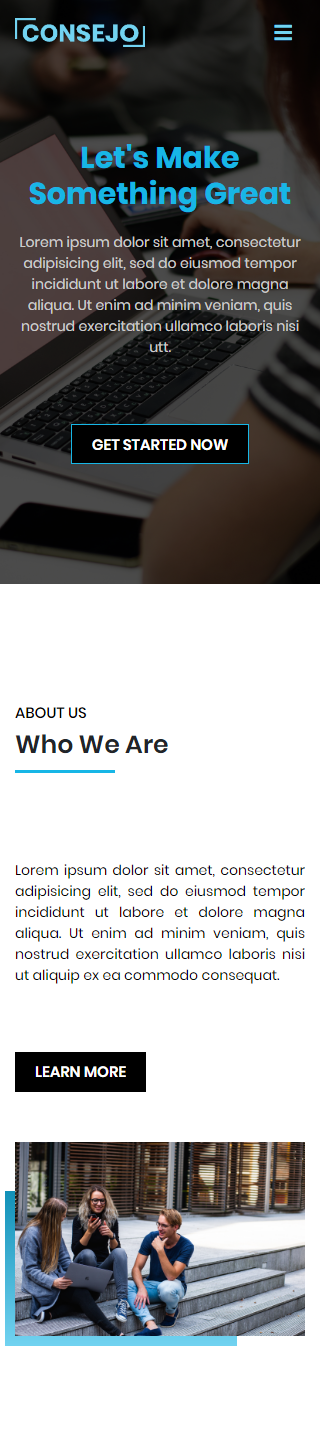 CONSEJO
Let's Make
Something Great
Lorem ipsum dolor sit amet, consectetur
adipisicing elit, sed do eiusmod tempor
incididunt ut labore et dolore magna
aliqua. Ut enim ad minim veniam, quis
nostrud exercitation ullamco laboris nisi
utt.
GET STARTED NOW
ABOUT US
Who We Are
Lorem ipsum dolor sit amet, consectetur
adipisicing elit, sed do eiusmod tempor
incididunt ut labore et dolore magna
aliqua. Ut enim ad minim veniam, quis
nostrud exercitation ullamco laboris nisi
ut aliquip ex ea commodo consequat.
LEARN MORE